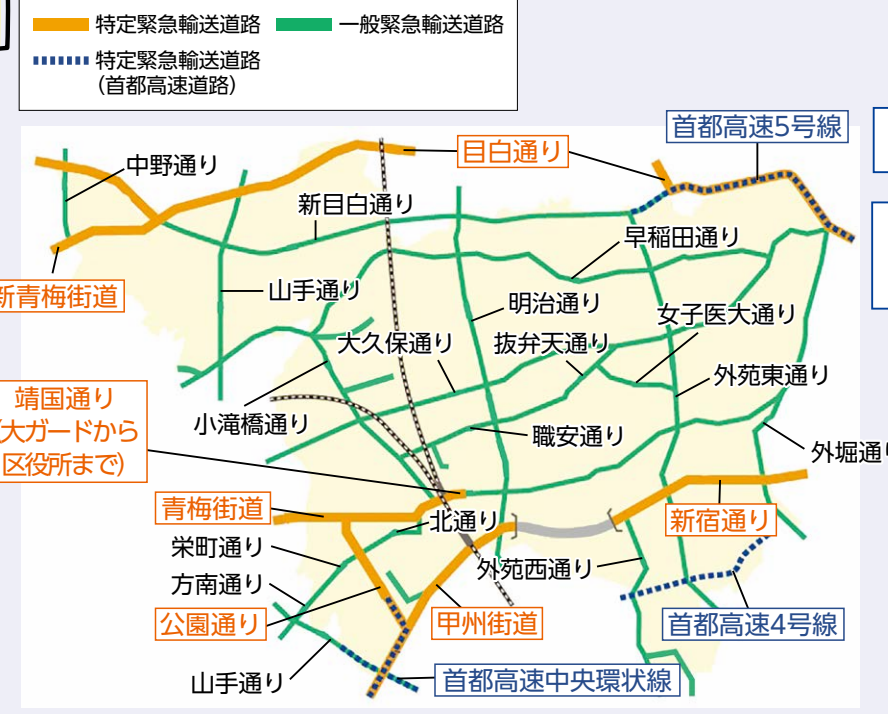 特定緊急輸送道路
一般緊急輸送道路
特定緊急輸送道路
(首都高速道路)
首都高速5号線
目白通り
中野通り
新目白通り
早稲田通り
新青梅街道
山手通り
明治通り
女子医大通り
大久保通り
抜弁天通り
外苑東通り
靖国通り
(大ガードから
区役所まで)
小滝橋通り
職安通り
外堀通り
青梅街道
北通り
新宿通り
栄町通り
外苑西通り
方南通り
公園通り
甲州街道
首都高速4号線
山手通り
首都高速中央環状線